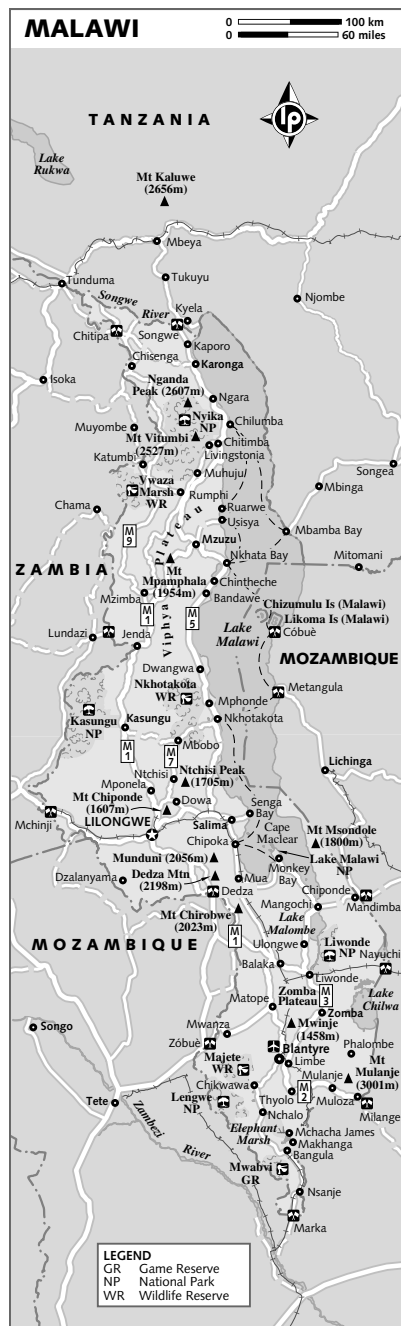 MALAWI
0 100 km
0 60 miles
TANZANIA
lp
Lake
Rukwa
Mt Kaluwe
(2656m)
Mbeya
Tukuyu
Tunduma
Songwe
River
Njombe
Kyela
Songwe
Chitipa
Kaporo
Chisenga
Karonga
Isoka
Nganda
Peak (2607m)
Ngara
Nyika
NP
Chilumba
Muyombe
Mt Vitumbi
(2527m)
Chitimba
Livingstonia
Katumbi
Songea
Muhuju
Mbinga
Vwaza
Marsh
WR
Rumphi
Chama
Ruarwe
Usisya
Mbamba Bay
M
9
Viphya Plateau
Mzuzu
Nkhata Bay
Mitomani
ZAMBIA
Mt
Mpamphala
(1954m)
Chintheche
Mzimba
Bandawe
M
1
M
5
Chizumulu Is (Malawi)
Likoma Is (Malawi)
Cóbuè
Lake
Malawi
Lundazi
Jenda
MOZAMBIQUE
Dwangwa
Nkhotakota
WR
Metangula
Kasungu
NP
Kasungu
Mphonde
Nkhotakota
M
1
M
7
Mbobo
Lichinga
Ntchisi
Ntchisi Peak
(1705m)
Mponela
Mt Chiponde
(1607m)
Dowa
Senga
Bay
Mchinji
LILONGWE
Salima
Cape
Maclear
Mt Msondole
(1800m)
Chipoka
Munduni (2056m)
Lake Malawi
NP
Dzalanyama
Dedza Mtn
(2198m)
Mua
Monkey
Bay
Dedza
Chiponde
Mangochi
Mandimba
Mt Chirobwe
(2023m)
Lake
Malombe
M
1
Ulongwe
Liwonde
NP
Nayuchi
MOZAMBIQUE
Balaka
Liwonde
Zomba
Plateau
M
3
Lake
Chilwa
Matope
Zomba
Songo
Mwanza
Mwinje
(1458m)
Zóbuè
Blantyre
Phalombe
Limbe
Mt
Mulanje
(3001m)
Majete
WR
Mulanje
Chikwawa
M
2
Tete
Lengwe
NP
Thyolo
Muloza
Milange
Nchalo
Zambezi
River
Elephant
Marsh
Mchacha James
Makhanga
Bangula
Mwabvi
GR
Nsanje
Marka
LEGEND
GR Game Reserve
NP National Park
WR Wildlife Reserve